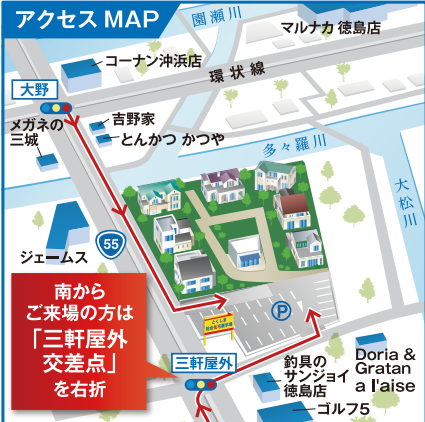 アクセスMAP
園瀬川
マルナカ 徳島店
コーナン沖浜店
大野
環状線
吉野家
メガネの
三城
とんかつ かつや
多々羅川
大松川
ジェームス
55
南から
ご来場の方は
「三軒屋外
交差点」
を右折
P
三軒屋外
釣具の
サンジョイ
徳島店
Doria &
Gratan
a l'aise
ゴルフ5